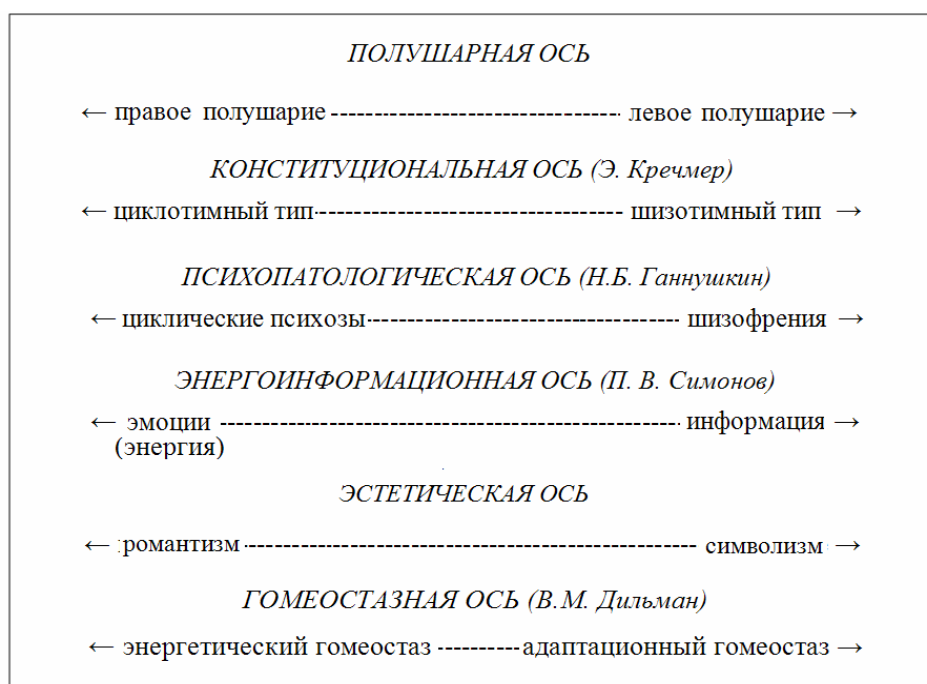 ПОЛУШАРНАЯ ОСЬ
← правое полушарие ---------------------------------- левое полушарие →
КОНСТИТУЦИОНАЛЬНАЯ ОСЬ (Э. Кречмер)
← циклотимный тип------------------------------------ шизотимный тип →
ПСИХОПАТОЛОГИЧЕСКАЯ ОСЬ (Н.Б. Ганнушкин)
← циклические психозы------------------------------------ шизофрения →
ЭНЕРГОИНФОРМАЦИОННАЯ ОСЬ (П. В. Симонов)
← эмоции ----------------------------------------------------- информация →
(энергия)
ЭСТЕТИЧЕСКАЯ ОСЬ
← романтизм ---------------------------------------------------- символизм →
ГОМЕОСТАЗНАЯ ОСЬ (В.М. Дильман)
← энергетический гомеостаз ---------- адаптационный гомеостаз →